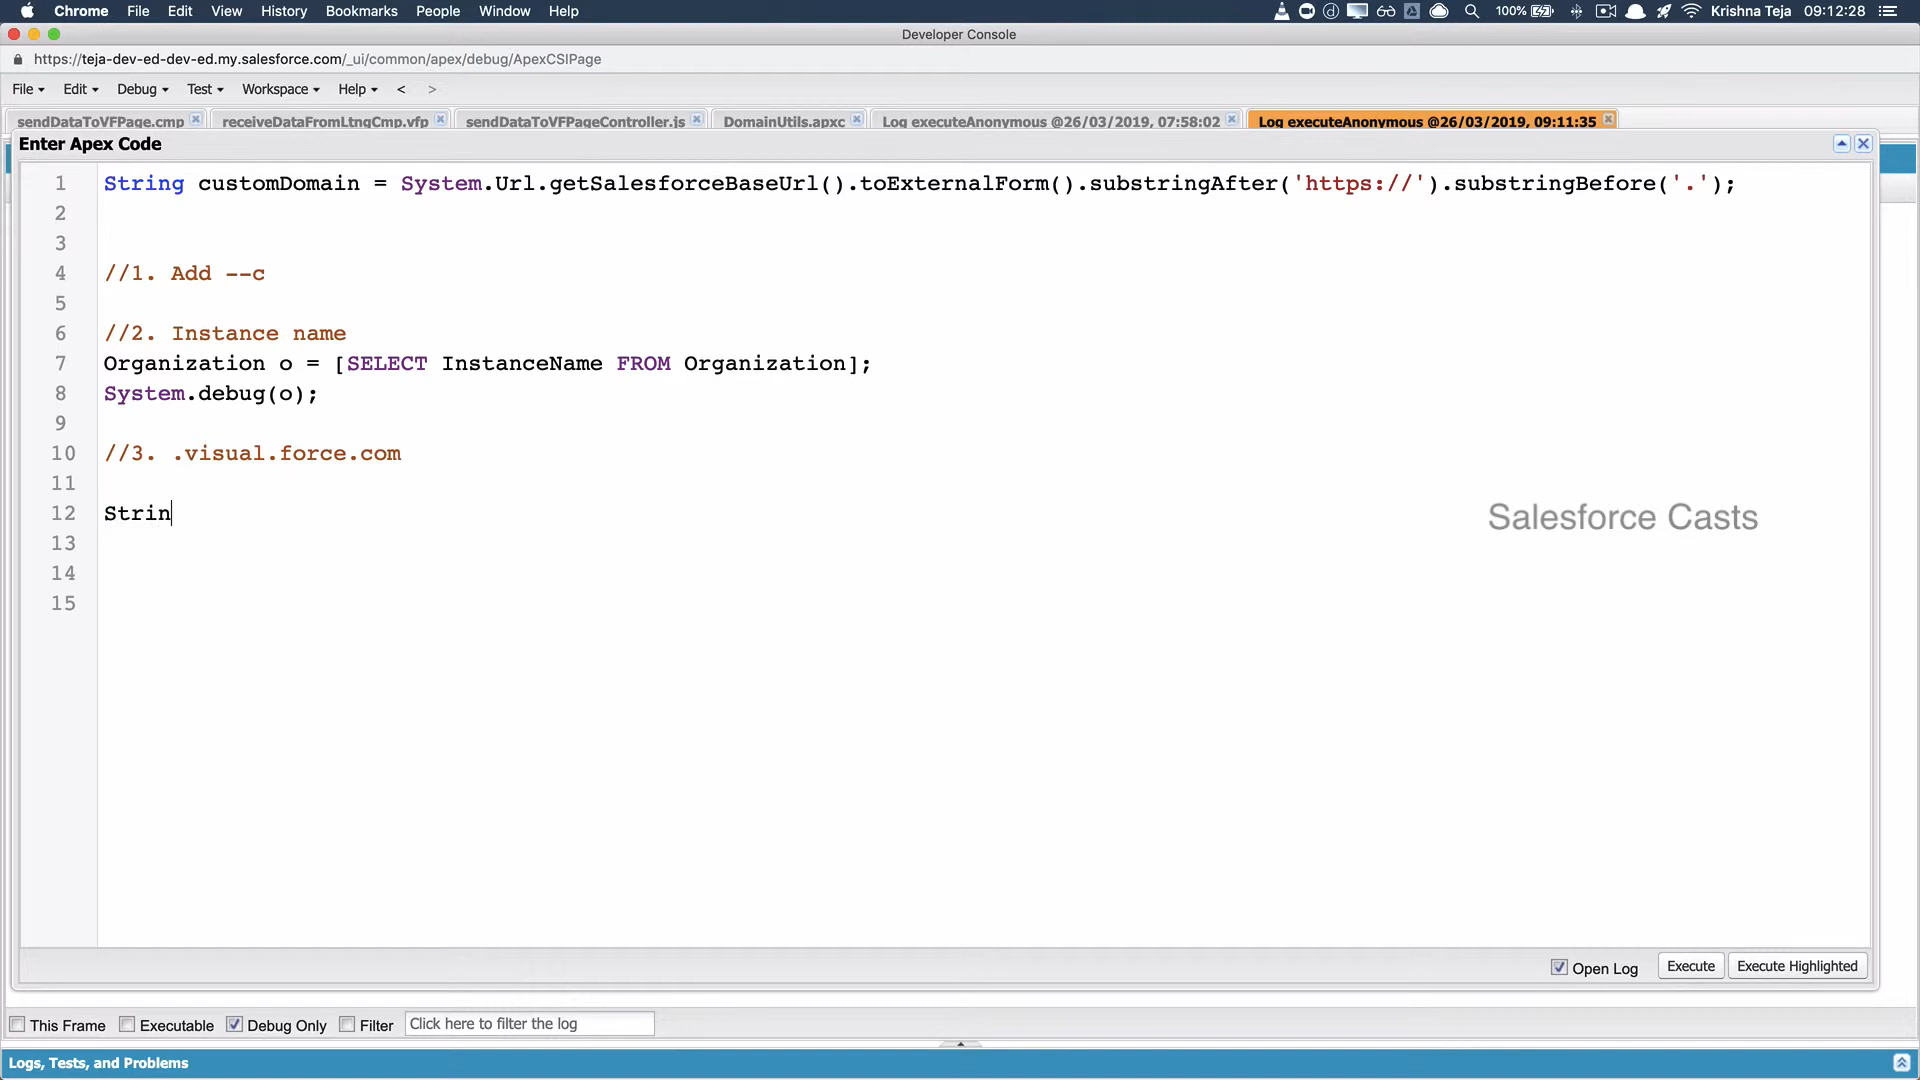 Chrome File Edit View History Bookmarks People Window Help 100% Krishna Teja 09:12:28
Developer Console
https://teja-dev-ed-dev-ed.my.salesforce.com/_ui/common/apex/debug/ApexCSIPage
File Edit Debug Test Workspace Help < >
sendDataToVFPage.cmp receiveDataFromLtngCmp.vfp sendDataToVFPageController.js DomainUtils.apxc Log executeAnonymous @26/03/2019, 07:58:02 Log executeAnonymous @26/03/2019, 09:11:35
Enter Apex Code
1 String customDomain = System.Url.getSalesforceBaseUrl().toExternalForm().substringAfter('https://').substringBefore('.');
2
3
4 //1. Add --c
5
6 //2. Instance name
7 Organization o = [SELECT InstanceName FROM Organization];
8 System.debug(o);
9
10 //3. .visual.force.com
11
12 Strin
Salesforce Casts
13
14
15
Open Log Execute Execute Highlighted
This Frame Executable Debug Only Filter Click here to filter the log
Logs, Tests, and Problems